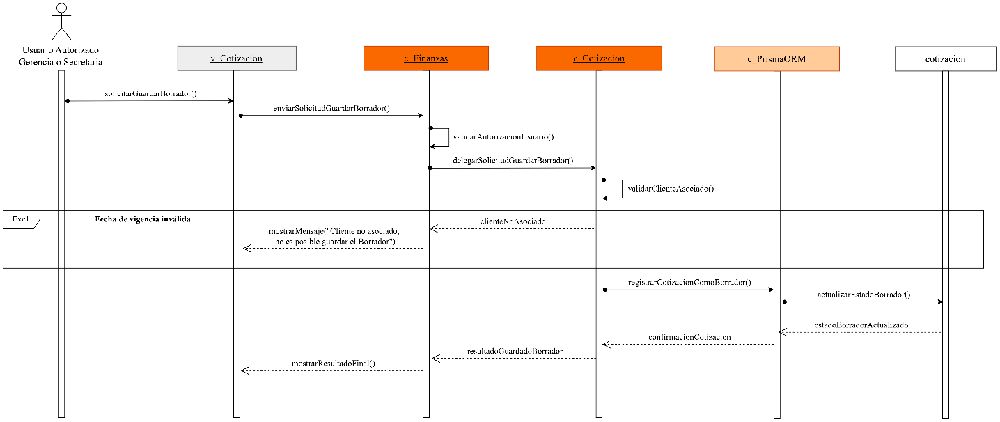 Usuario Autorizado
Gerencia o Secretaria
v_Cotizacion
c_Finanzas
c_Cotizacion
c_PrismaORM
cotizacion
solicitarGuardarBorrador()
enviarSolicitudGuardarBorrador()
validarAutorizacionUsuario()
delegarSolicitudGuardarBorrador()
validarClienteAsociado()
Exc1
Fecha de vigencia inválida
clienteNoAsociado
mostrarMensaje("Cliente no asociado,
no es posible guardar el Borrador")
registrarCotizacionComoBorrador()
actualizarEstadoBorrador()
estadoBorradorActualizado
confirmacionCotizacion
resultadoGuardadoBorrador
mostrarResultadoFinal()